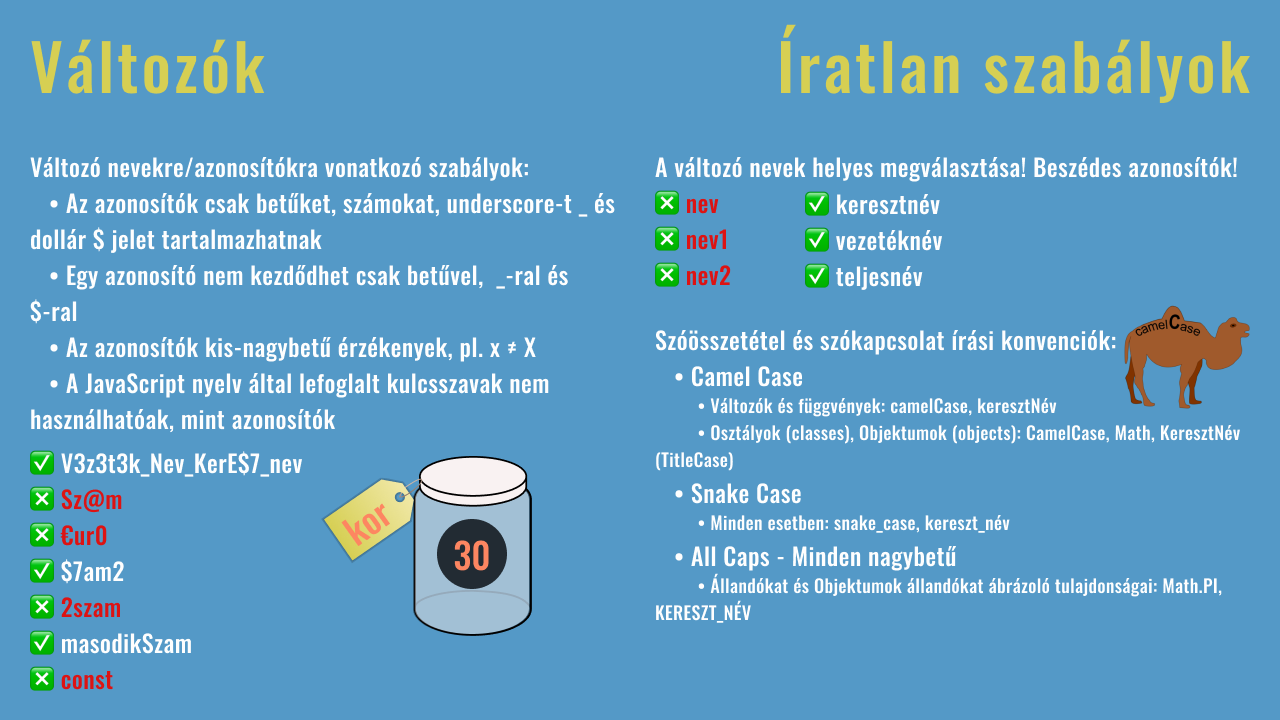 Változók
Változó nevekre/azonosítókra vonatkozó szabályok:
• Az azonosítók csak betűket, számokat, underscore-t _ és
dollár $ jelet tartalmazhatnak
• Egy azonosító nem kezdődhet csak betűvel, _-ral és
$-ral
• Az azonosítók kis-nagybetű érzékenyek, pl. x ≠ X
• A JavaScript nyelv által lefoglalt kulcsszavak nem
használhatóak, mint azonosítók
✅ V3z3t3k_Nev_KerE$7_nev
❎ Sz@m
❎ €ur0
✅ $7am2
❎ 2szam
✅ masodikSzam
❎ const
kor
30
Íratlan szabályok
A változó nevek helyes megválasztása! Beszédes azonosítók!
❎ nev ✅ keresztnév
❎ nev1 ✅ vezetéknév
❎ nev2 ✅ teljesnév
camelCase
Szóösszetétel és szókapcsolat írási konvenciók:
• Camel Case
• Változók és függvények: camelCase, keresztNév
• Osztályok (classes), Objektumok (objects): CamelCase, Math, KeresztNév
(TitleCase)
• Snake Case
• Minden esetben: snake_case, kereszt_név
• All Caps - Minden nagybetű
• Állandókat és Objektumok állandókat ábrázoló tulajdonságai: Math.PI,
KERESZT_NÉV